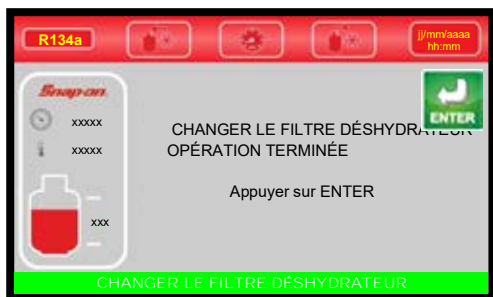 R134a
jj/mm/aaaa
hh:mm
Snap-on
xxxxx
xxxxx
xxx
ENTER
CHANGER LE FILTRE DÉSHYDRATEUR
OPÉRATION TERMINÉE
Appuyer sur ENTER
CHANGER LE FILTRE DÉSHYDRATEUR